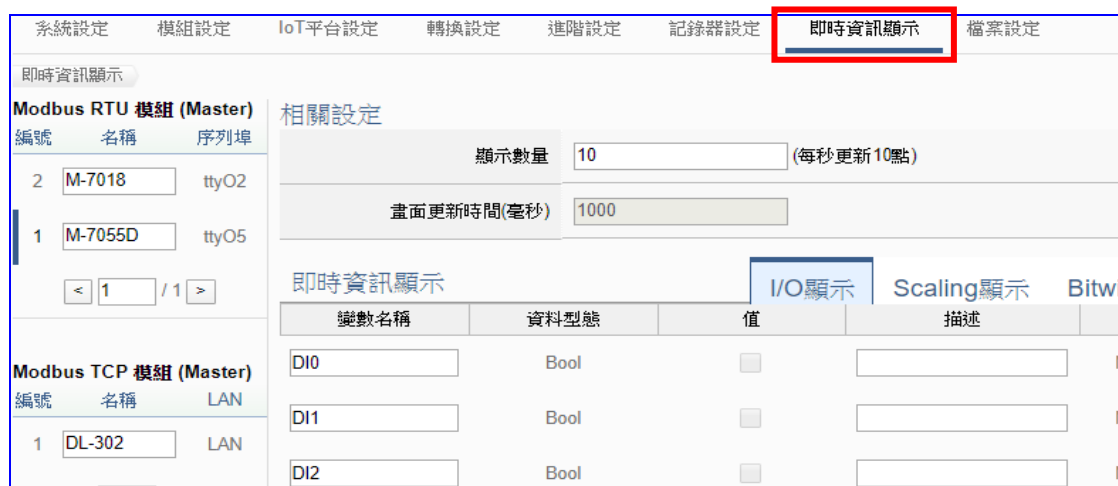 系統設定 模組設定 IoT平台設定 轉換設定 進階設定 記錄器設定 即時資訊顯示 檔案設定
即時資訊顯示
Modbus RTU 模組 (Master)
編號 名稱 序列埠
2 M-7018 ttyO2
1 M-7055D ttyO5
< 1 / 1 >
Modbus TCP 模組 (Master)
編號 名稱 LAN
1 DL-302 LAN
相關設定
顯示數量 10 (每秒更新10點)
畫面更新時間(毫秒) 1000
即時資訊顯示 I/O顯示 Scaling顯示 Bitw
變數名稱 資料型態 值 描述
DI0 Bool
DI1 Bool
DI2 Bool